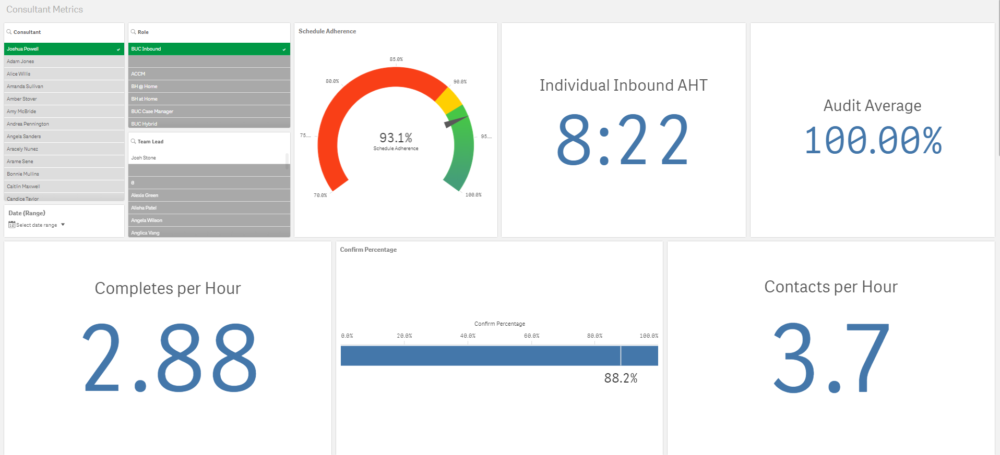 Consultant Metrics
Consultant
Joshua Powell
Adam Jones
Alice Willis
Amanda Sullivan
Amber Stover
Amy McBride
Andrea Pennington
Angela Sanders
Aracely Nunez
Arame Sene
Bonnie Mullins
Caitlin Maxwell
Candice Taylor
Date (Range)
12 Select date range
Role
BUC Inbound
ACCM
BH @ Home
BH at Home
BUC Case Manager
BUC Hybrid
Team Lead
Josh Stone
0
Alexis Green
Alisha Patel
Angela Wilson
Anglica Vang
Schedule Adherence
85.0%
80.0%
90.0%
75....
95....
93.1%
Schedule Adherence
70.0%
100.0%
Individual Inbound AHT
8:22
Audit Average
100.00%
Completes per Hour
2.88
Confirm Percentage
Confirm Percentage
0.0% 20.0% 40.0% 60.0% 80.0% 100.0%
88.2%
Contacts per Hour
3.7